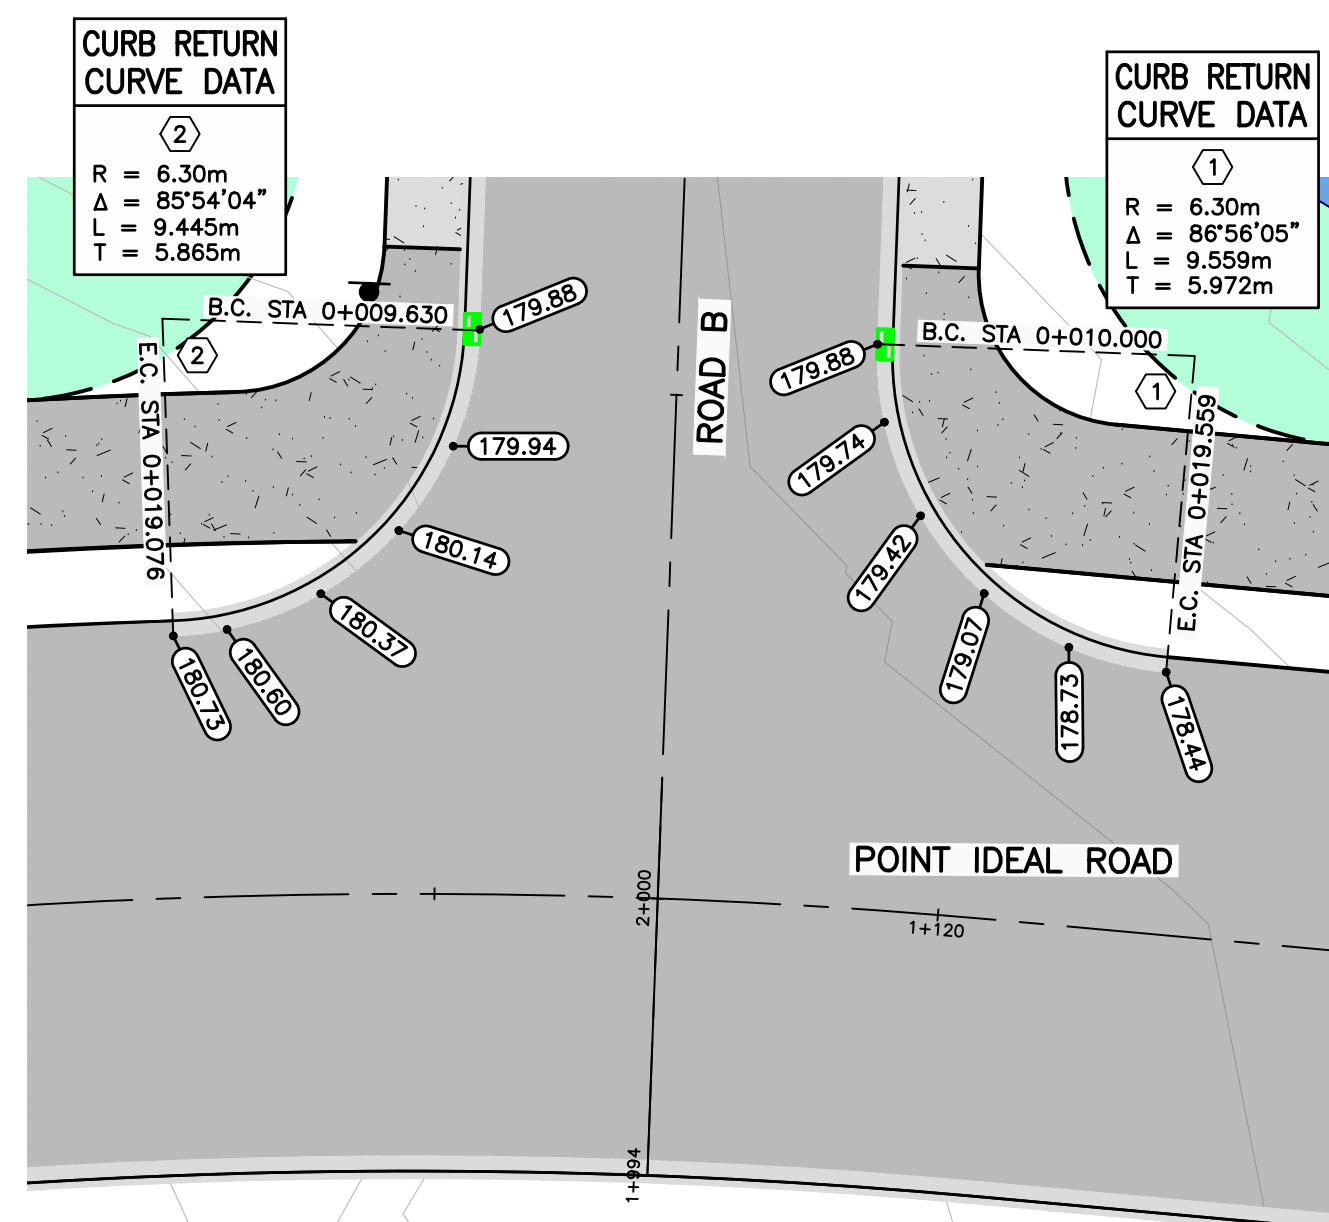 CURB RETURN
CURVE DATA
2
R = 6.30m
Δ = 85°54'04"
L = 9.445m
T = 5.865m
CURB RETURN
CURVE DATA
1
R = 6.30m
Δ = 86°56'05"
L = 9.559m
T = 5.972m
B.C. STA 0+009.630
179.88
2
E.C. STA 0+019.076
179.94
180.14
180.37
180.60
180.73
ROAD B
B.C. STA 0+010.000
179.88
1
E.C. STA 0+019.559
179.74
179.42
179.07
178.73
178.44
POINT IDEAL ROAD
2+000
1+120
1+994